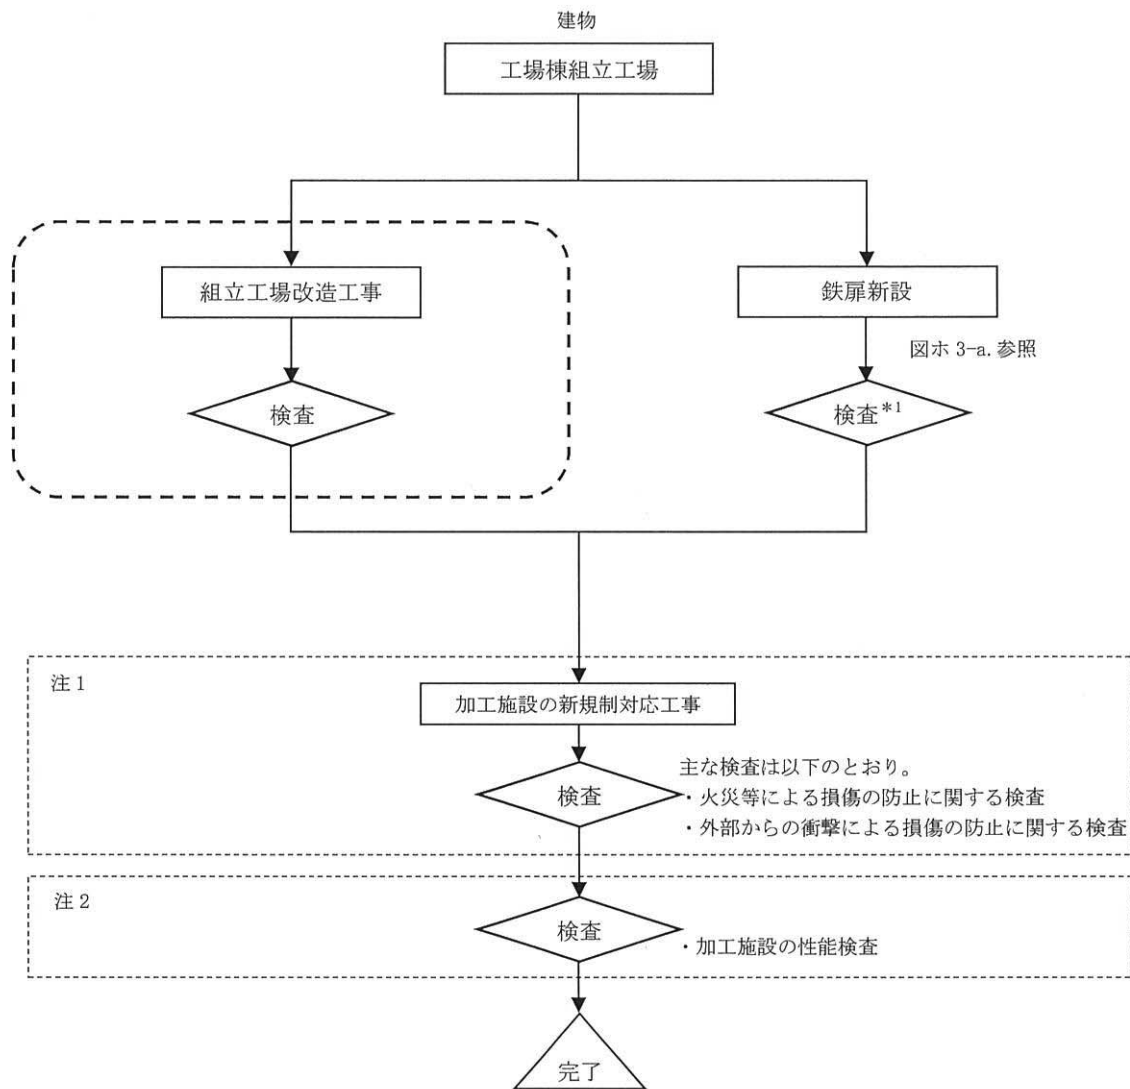 建物
工場棟組立工場
組立工場改造工事
鉄扉新設
図ホ 3-a. 参照
検査
検査*1
注 1
加工施設の新規制対応工事
検査
主な検査は以下のとおり。
・火災等による損傷の防止に関する検査
・外部からの衝撃による損傷の防止に関する検査
注 2
検査
・加工施設の性能検査
完了